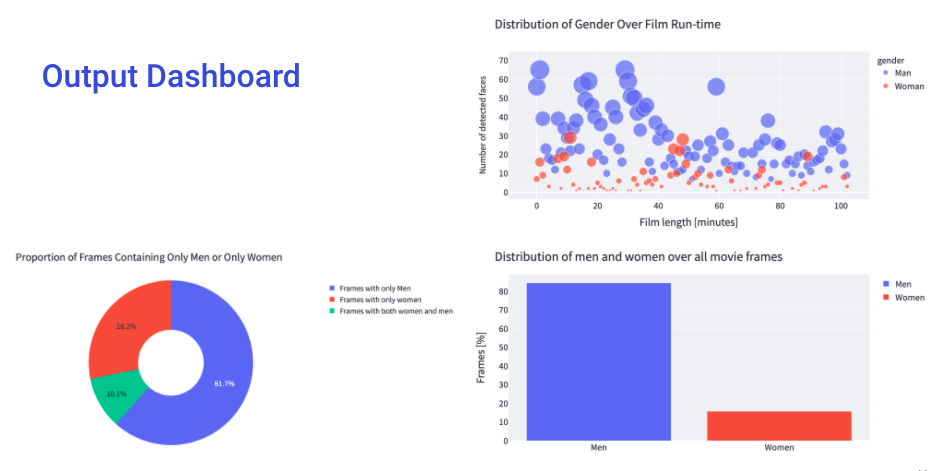 Output Dashboard
Distribution of Gender Over Film Run-time
Number of detected faces
70
60
50
40
30
20
10
0
0 20 40 60 80 100
Film length [minutes]
gender
Man
Woman
Proportion of Frames Containing Only Men or Only Women
28.2%
10.1%
61.7%
Frames with only Men
Frames with only women
Frames with both women and men
Distribution of men and women over all movie frames
Frames [%]
80
70
60
50
40
30
20
10
0
Men Women
Men
Women